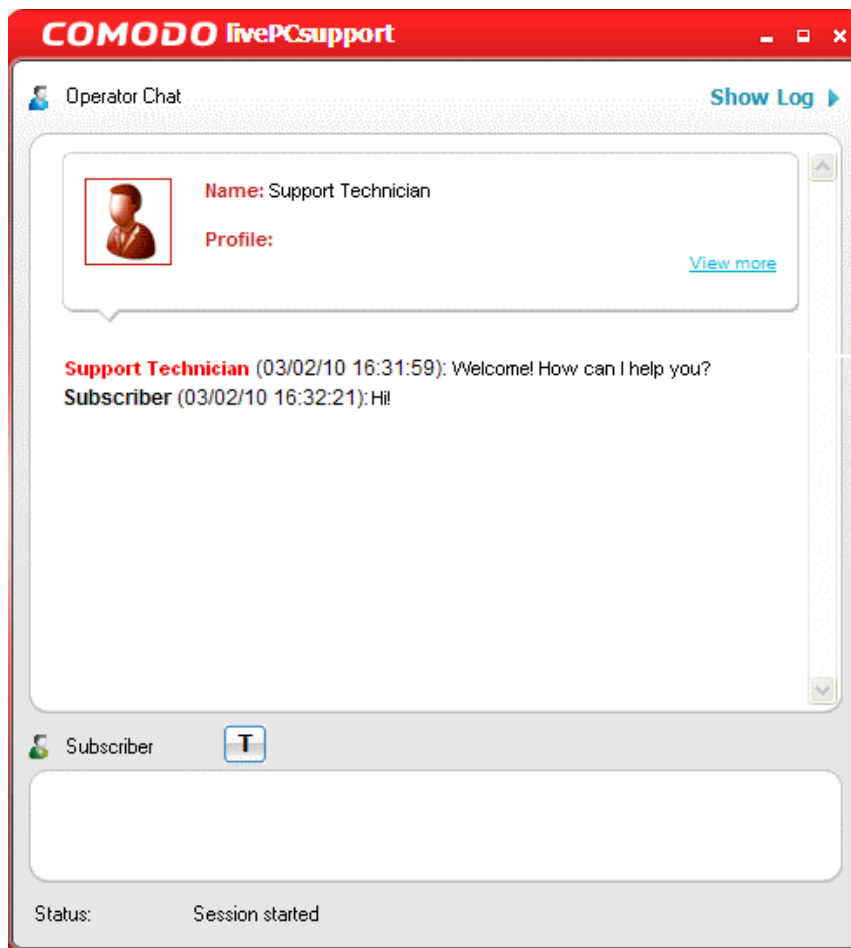 COMODO livePCsupport
Operator Chat
Show Log
Name: Support Technician
Profile:
View more
Support Technician (03/02/10 16:31:59): Welcome! How can I help you?
Subscriber (03/02/10 16:32:21): Hi!
Subscriber
T
Status: Session started